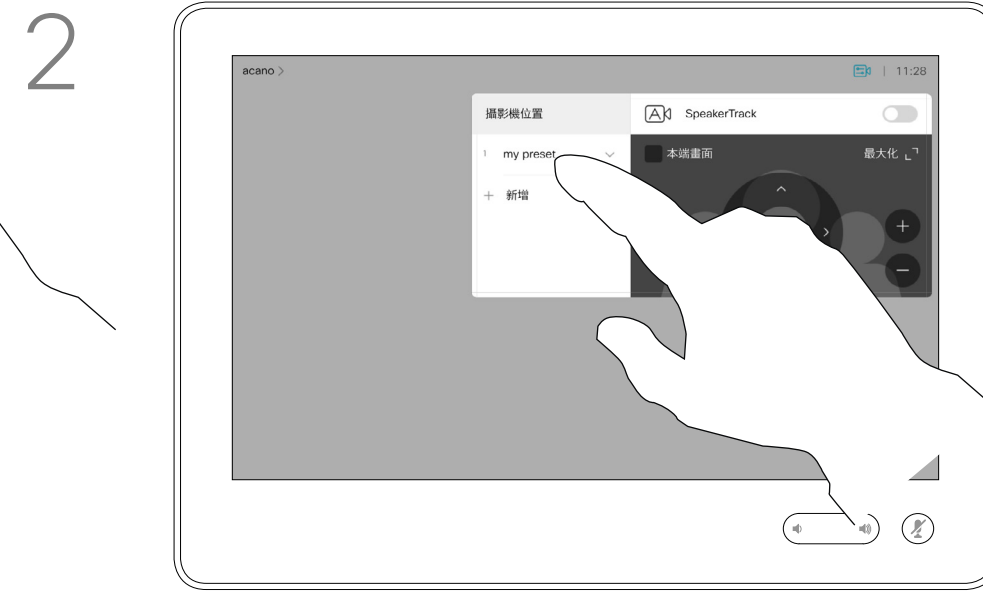 2
acano
11:28
攝影機位置
SpeakerTrack
1 my preset
本端畫面
最大化
+ 新增